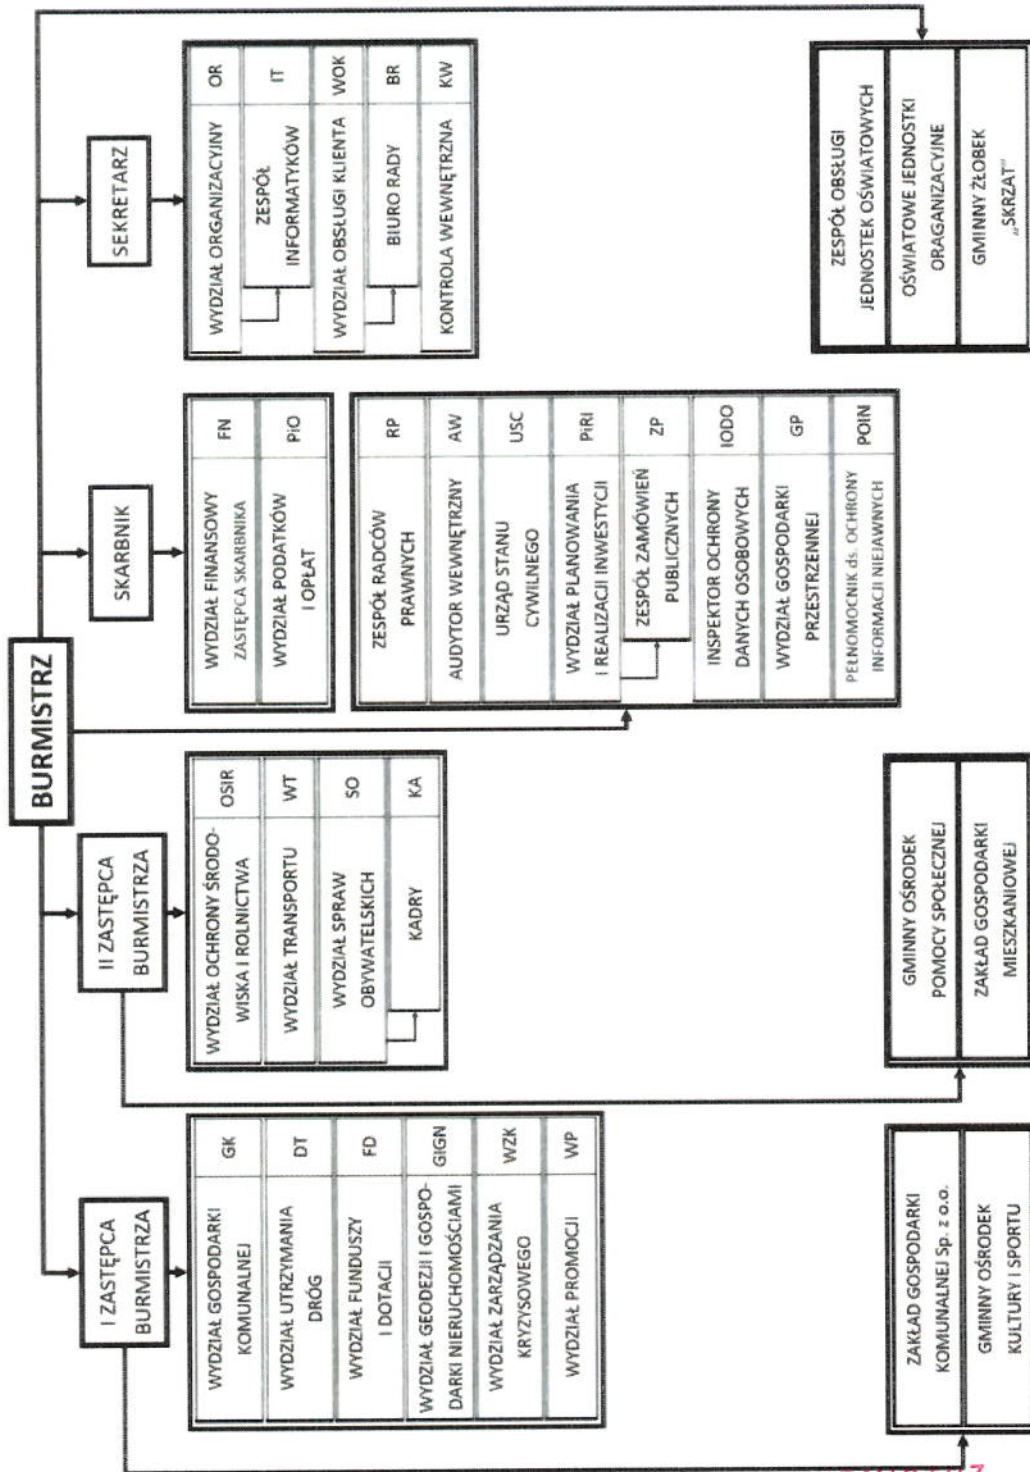 BURMISTRZ
I ZASTĘPCA
BURMISTRZA
II ZASTĘPCA
BURMISTRZA
SKARBNIK
SEKRETARZ
WYDZIAŁ GOSPODARKI
KOMUNALNEJ
GK
WYDZIAŁ UTRZYMANIA
DRÓG
DT
WYDZIAŁ FUNDUSZY
I DOTACJI
FD
WYDZIAŁ GEODEZJI I GOSPO-
DARKI NIERUCHOMOŚCIAMI
GIGN
WYDZIAŁ ZARZĄDZANIA
KRYZYSOWEGO
WZK
WYDZIAŁ PROMOCJI
WP
WYDZIAŁ OCHRONY ŚRODO-
WISKA I ROLNICTWA
OSIR
WYDZIAŁ TRANSPORTU
WT
WYDZIAŁ SPRAW
OBYWATELSKICH
SO
KADRY
KA
WYDZIAŁ FINANSOWY
ZASTĘPCA SKARBNIKA
FN
WYDZIAŁ PODATKÓW
I OPŁAT
PiO
ZESPÓŁ RADCÓW
PRAWNYCH
RP
AUDYTOR WEWNĘTRZNY
AW
URZĄD STANU
CYWILNEGO
USC
WYDZIAŁ PLANOWANIA
I REALIZACJI INWESTYCJI
PiRI
ZESPÓŁ ZAMÓWIEŃ
PUBLICZNYCH
ZP
INSPEKTOR OCHRONY
DANYCH OSOBOWYCH
IODO
WYDZIAŁ GOSPODARKI
PRZESTRZENNEJ
GP
PEŁNOMOCNIK ds. OCHRONY
INFORMACJI NIEJAWNYCH
POIN
WYDZIAŁ ORGANIZACYJNY
OR
ZESPÓŁ
INFORMATYKÓW
IT
WYDZIAŁ OBSŁUGI KLIENTA
WOK
BIURO RADY
BR
KONTROLA WEWNĘTRZNA
KW
ZAKŁAD GOSPODARKI
KOMUNALNEJ Sp. z o.o.
GMINNY OŚRODEK
KULTURY I SPORTU
GMINNY OŚRODEK
POMOCY SPOŁECZNEJ
ZAKŁAD GOSPODARKI
MIESZKANIOWEJ
ZESPÓŁ OBSŁUGI
JEDNOSTEK OŚWIATOWYCH
OŚWIATOWE JEDNOSTKI
ORAGANIZACYJNE
GMINNY ŻŁOBEK
„SKRZAT"